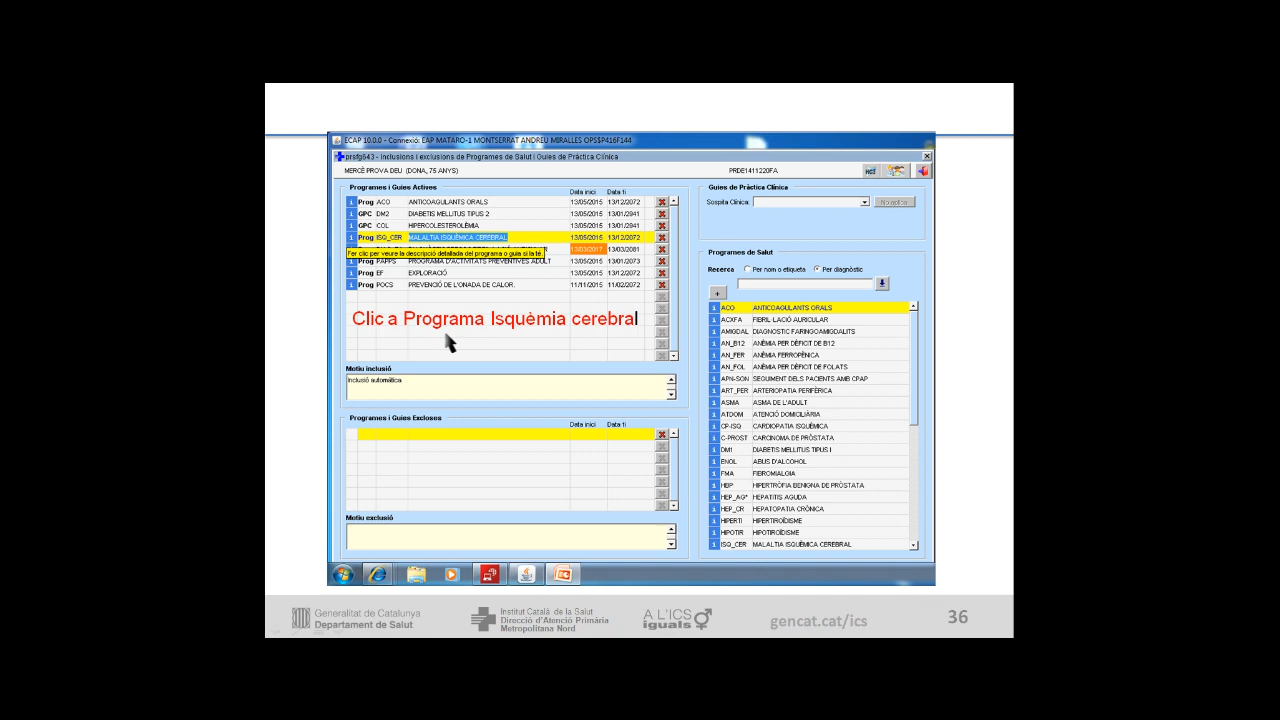 ECAP 10.0.0 - Connexió: EAP MATARO-1 MONTSERRAT ANDREU MIRALLES OPS$P416F144
prsfg643 - Inclusions i exclusions de Programes de Salut i Guies de Pràctica Clínica
MERCÈ PROVA DEU (DONA, 75 ANYS)
PRDE1411220FA
Programes i Guies Actives
Data inici Data fi
i Prog ACO ANTICOAGULANTS ORALS 13/05/2015 13/12/2072
i GPC DM2 DIABETIS MELLITUS TIPUS 2 13/05/2015 13/01/2941
i GPC COL HIPERCOLESTEROLÈMIA 13/05/2015 13/01/2841
i Prog ISQ_CER MALALTIA ISQUÈMICA CEREBRAL 13/05/2015 13/12/2072
13/03/2017 13/03/2081
Fer clic per veure la descripció detallada del programa o guia si la té.
i Prog PAPPS PROGRAMA D'ACTIVITATS PREVENTIVES ADULT 13/05/2015 13/01/2073
i Prog EF EXPLORACIÓ 13/05/2015 13/12/2072
i Prog POCS PREVENCIÓ DE L'ONADA DE CALOR. 11/11/2015 11/02/2072
Clic a Programa Isquèmia cerebral
Motiu inclusió
Inclusió automàtica
Programes i Guies Excloses
Data inici Data fi
Motiu exclusió
Guies de Pràctica Clínica
Sospita Clínica: No aplica
Programes de Salut
Recerca Per nom o etiqueta Per diagnòstic
+
i ACO ANTICOAGULANTS ORALS
i ACXFA FIBRIL·LACIÓ AURICULAR
i AMIGDAL DIAGNOSTIC FARINGOAMIGDALITS
i AN_B12 ANÈMIA PER DÈFICIT DE B12
i AN_FER ANÈMIA FERROPÈNICA
i AN_FOL ANÈMIA PER DÈFICIT DE FOLATS
i APN-SON SEGUIMENT DELS PACIENTS AMB CPAP
i ART_PER ARTERIOPATIA PERIFÈRICA
i ASMA ASMA DE L'ADULT
i ATDOM ATENCIÓ DOMICILIÀRIA
i CP-ISQ CARDIOPATIA ISQUÈMICA
i C-PROST CARCINOMA DE PRÒSTATA
i DM1 DIABETIS MELLITUS TIPUS I
i ENOL ABUS D'ALCOHOL
i FMA FIBROMIALGIA
i HBP HIPERTRÒFIA BENIGNA DE PRÒSTATA
i HEP_AG* HEPATITIS AGUDA
i HEP_CR HEPATOPATIA CRÒNICA
i HIPERTI HIPERTIROÏDISME
i HIPOTIR HIPOTIROÏDISME
i ISQ_CER MALALTIA ISQUÈMICA CEREBRAL
Generalitat de Catalunya
Departament de Salut
Institut Català de la Salut
Direcció d'Atenció Primària
Metropolitana Nord
A L'ICS
iguals
gencat.cat/ics
36